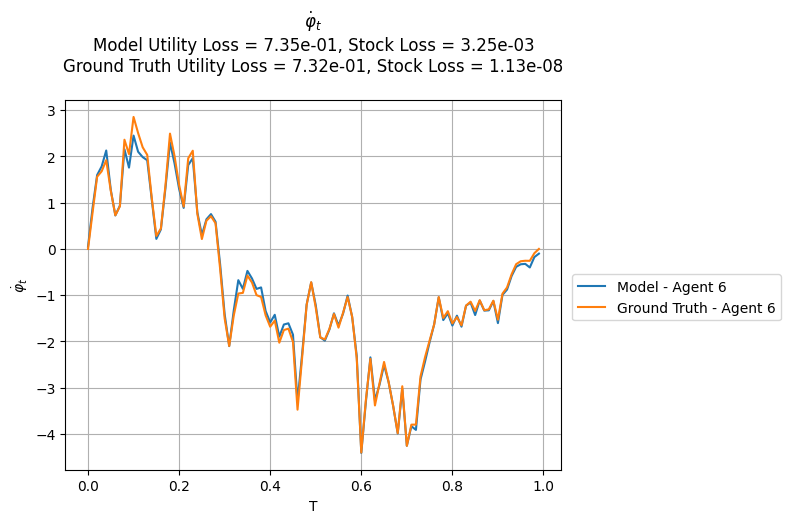 φ̇ₜ
Model Utility Loss = 7.35e-01, Stock Loss = 3.25e-03
Ground Truth Utility Loss = 7.32e-01, Stock Loss = 1.13e-08
3
2
1
0
−1
−2
−3
−4
φ̇ₜ
0.0 0.2 0.4 0.6 0.8 1.0
T
Model - Agent 6
Ground Truth - Agent 6